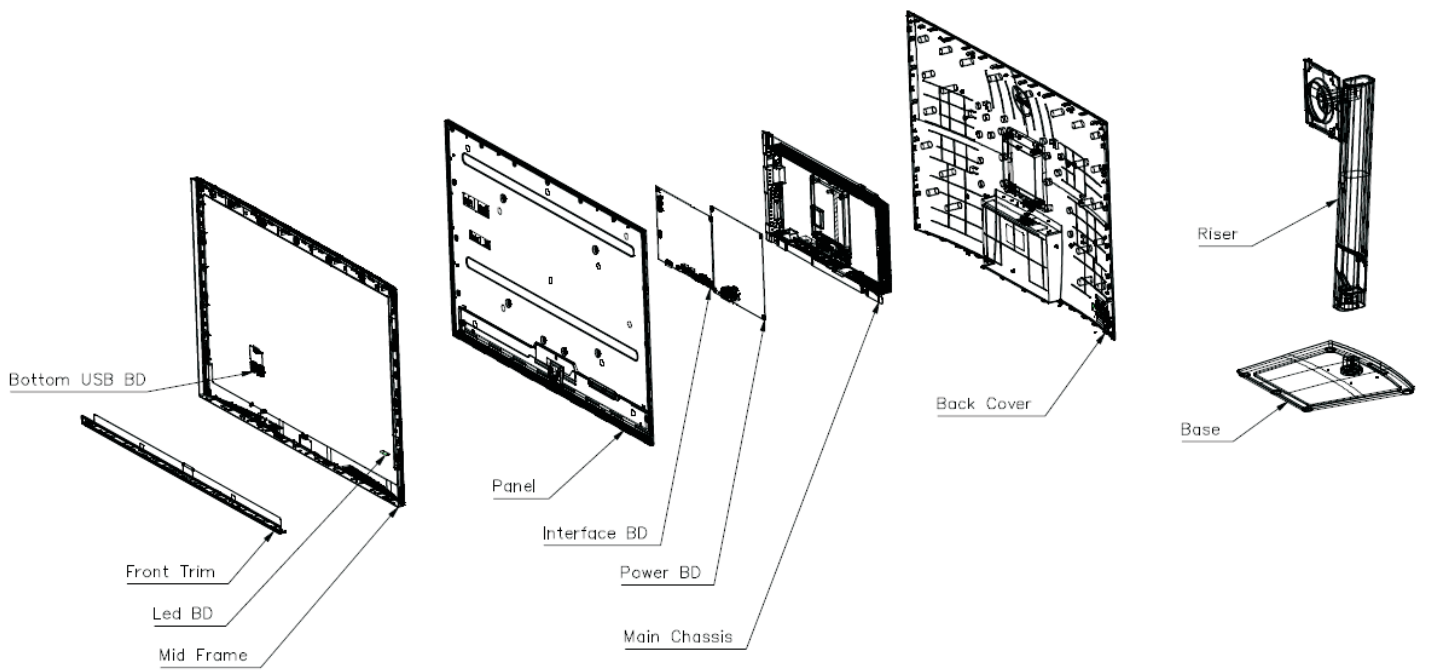 Riser
Bottom USB BD
Back Cover
Base
Panel
Interface BD
Front Trim
Power BD
Led BD
Main Chassis
Mid Frame